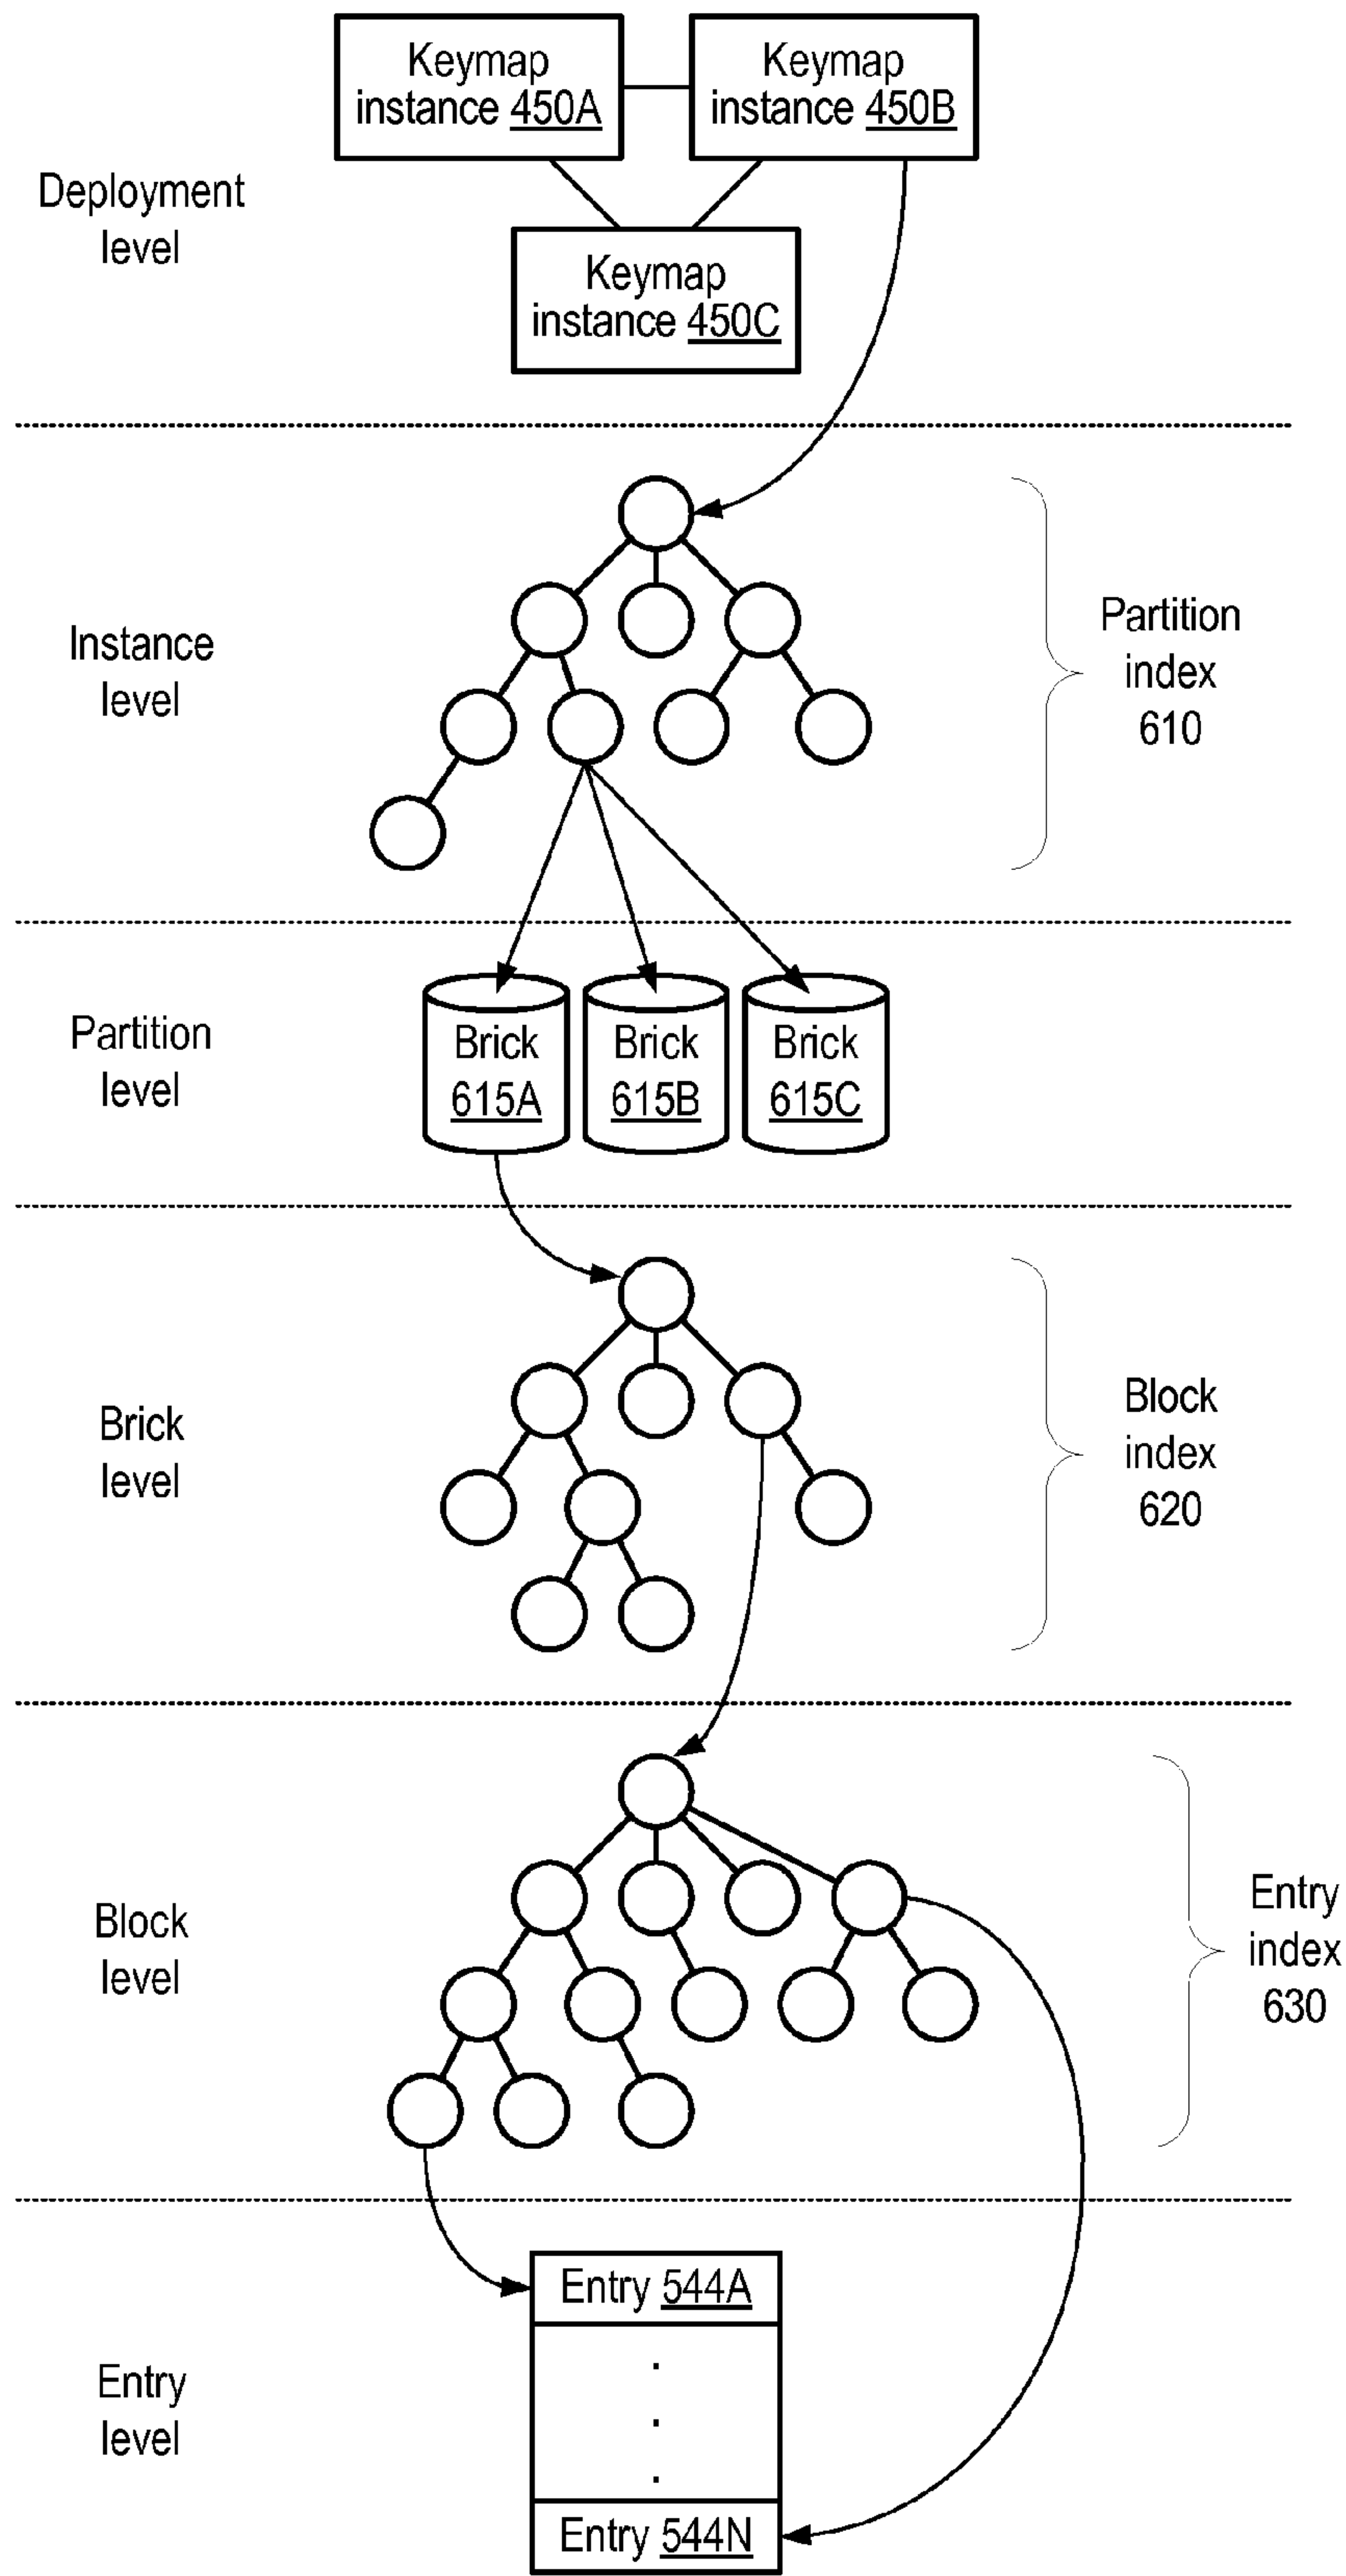 Keymap
instance 450A
Keymap
instance 450B
Deployment
level
Keymap
instance 450C
Instance
level
Partition
index
610
Partition
level
Brick
615A
Brick
615B
Brick
615C
Brick
level
Block
index
620
Block
level
Entry
index
630
Entry
level
Entry 544A
.
.
.
Entry 544N